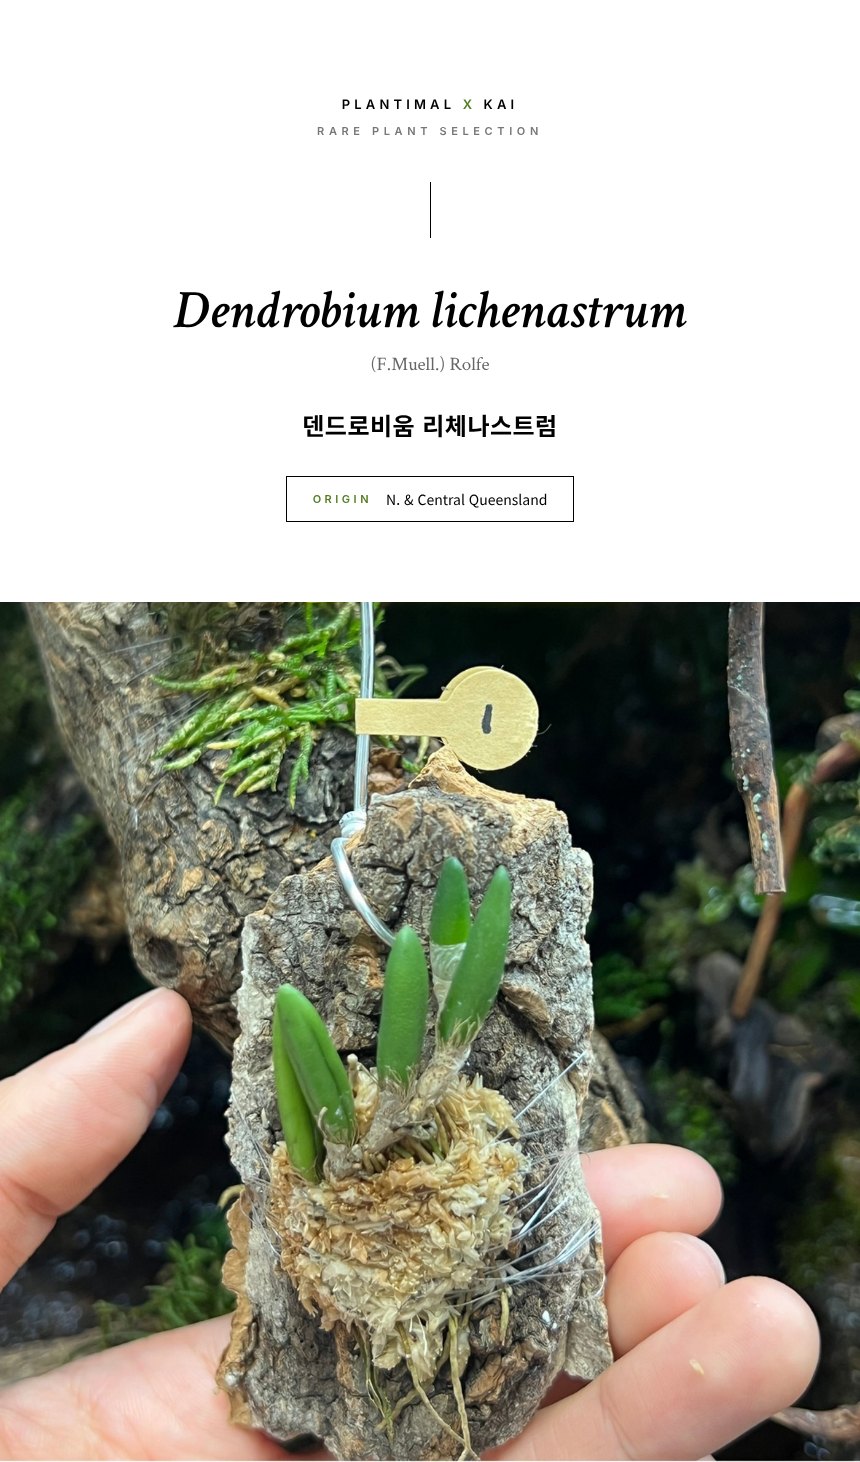 PLANTIMAL X KAI
RARE PLANT SELECTION
Dendrobium lichenastrum
(F.Muell.) Rolfe
덴드로비움 리체나스트럼
ORIGIN N. & Central Queensland
1